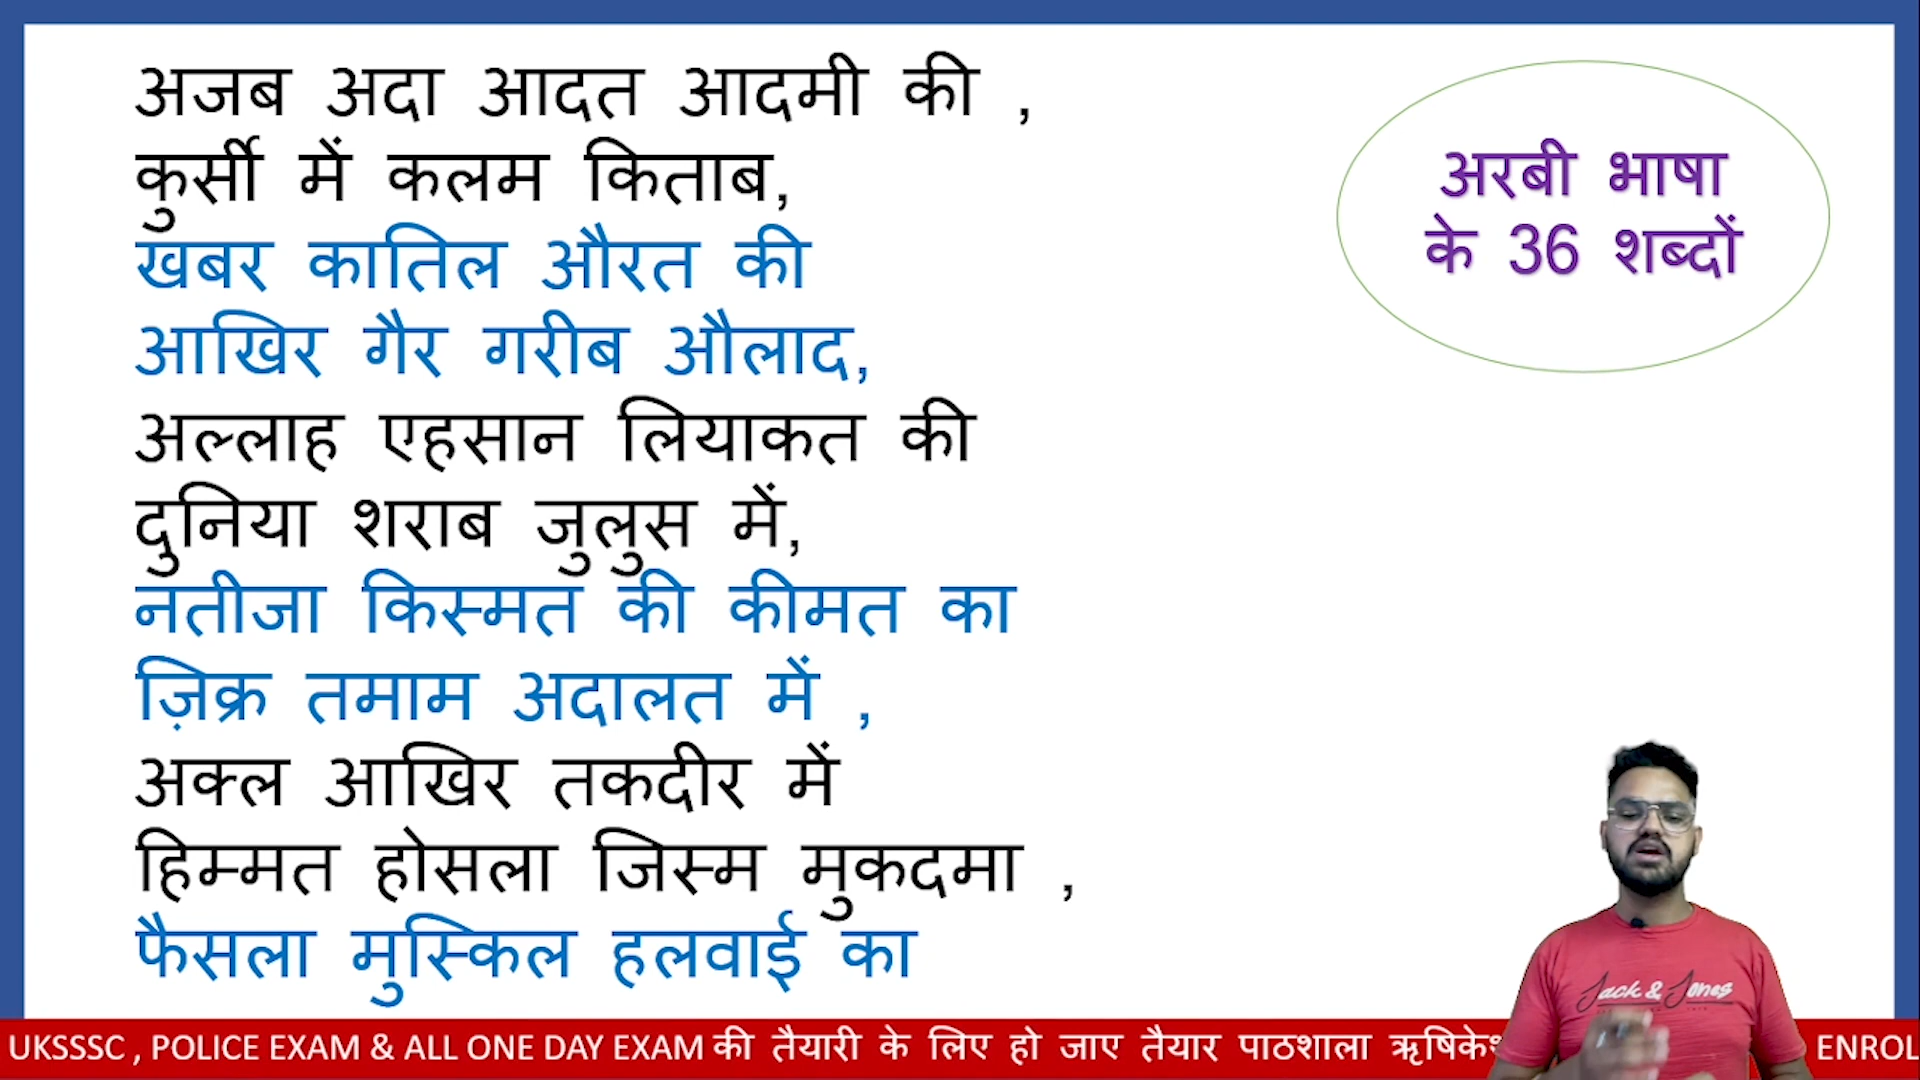 अजब अदा आदत आदमी की ,
कुर्सी में कलम किताब,
खबर कातिल औरत की
आखिर गैर गरीब औलाद,
अल्लाह एहसान लियाकत की
दुनिया शराब जुलुस में,
नतीजा किस्मत की कीमत का
ज़िक्र तमाम अदालत में ,
अक्ल आखिर तकदीर में
हिम्मत होसला जिस्म मुकदमा ,
फैसला मुस्किल हलवाई का
अरबी भाषा
के 36 शब्दों
Jack & Jones
UKSSSC , POLICE EXAM & ALL ONE DAY EXAM की तैयारी के लिए हो जाए तैयार पाठशाला